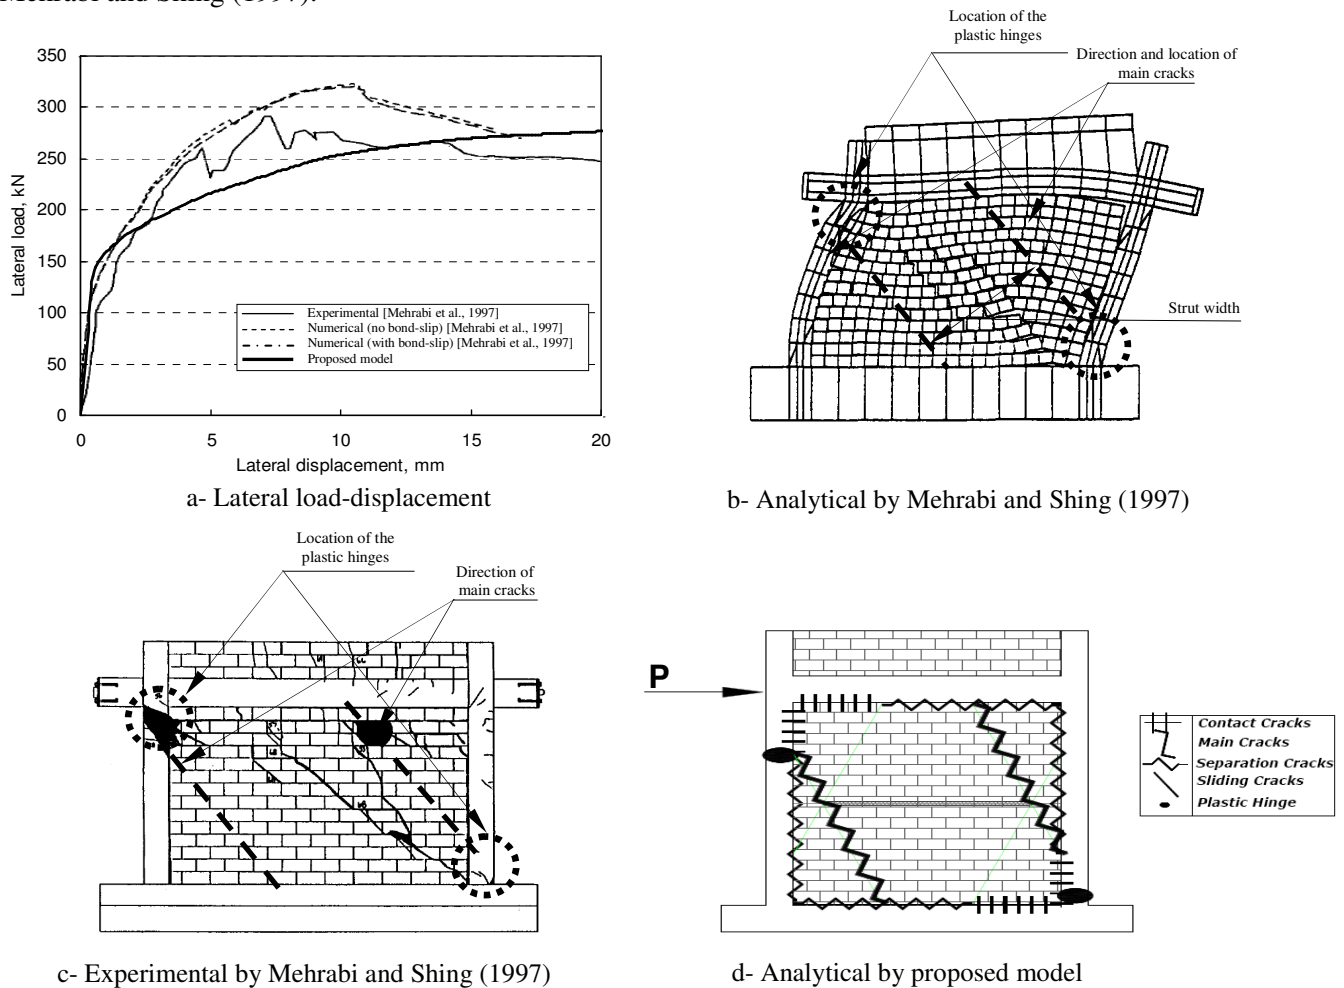 Mehrabi and Shing (1997).
350
300
250
200
150
100
50
0
Lateral load, kN
Experimental [Mehrabi et al., 1997]
Numerical (no bond-slip) [Mehrabi et al., 1997]
Numerical (with bond-slip) [Mehrabi et al., 1997]
Proposed model
0 5 10 15 20
Lateral displacement, mm
a- Lateral load-displacement
Location of the
plastic hinges
Direction and location of
main cracks
Strut width
b- Analytical by Mehrabi and Shing (1997)
Location of the
plastic hinges
Direction of
main cracks
c- Experimental by Mehrabi and Shing (1997)
P
Contact Cracks
Main Cracks
Separation Cracks
Sliding Cracks
Plastic Hinge
d- Analytical by proposed model